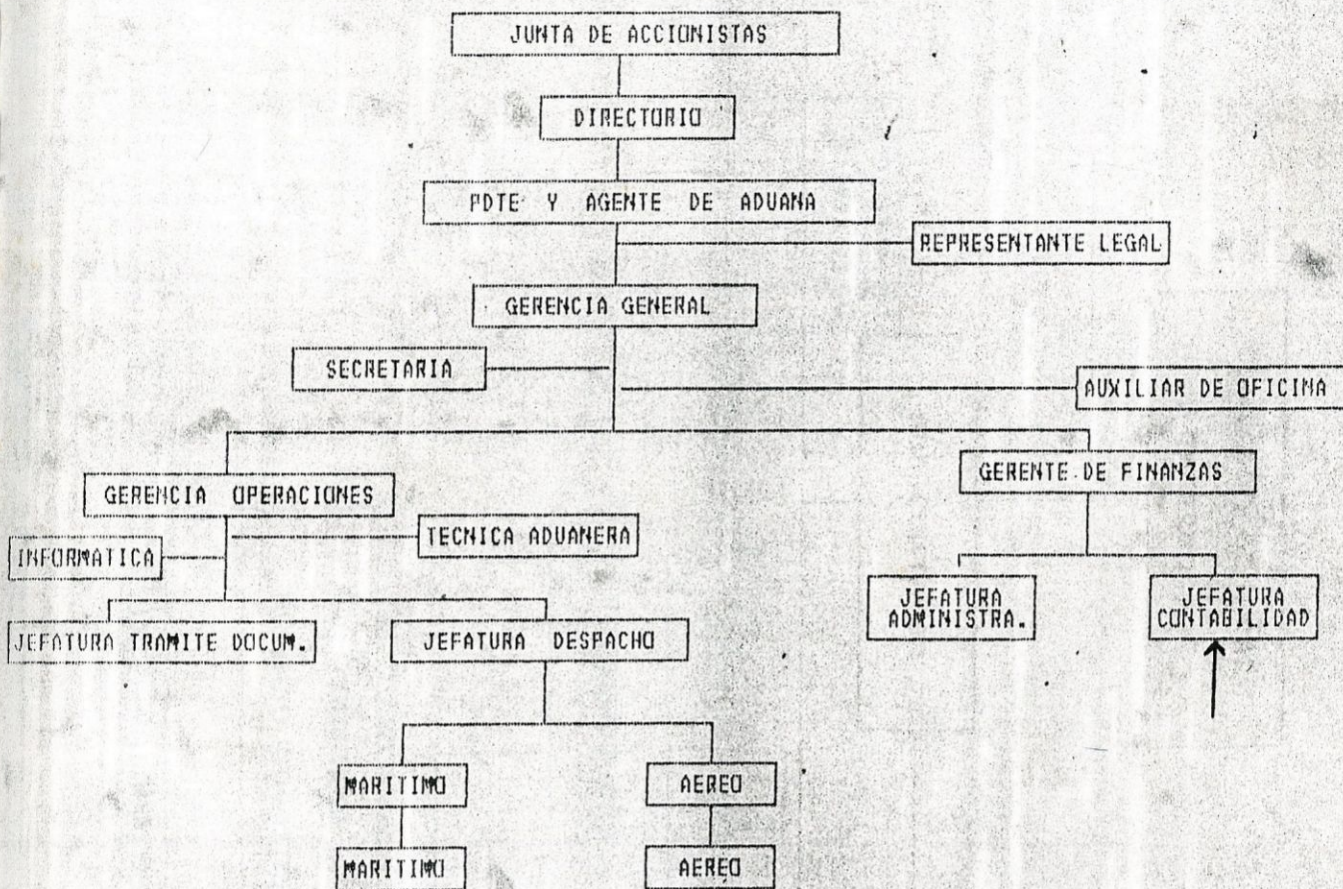 JUNTA DE ACCIONISTAS
DIRECTORIO
PDTE Y AGENTE DE ADUANA
REPRESENTANTE LEGAL
GERENCIA GENERAL
SECRETARIA
AUXILIAR DE OFICINA
GERENCIA OPERACIONES
GERENTE DE FINANZAS
TECNICA ADUANERA
INFORMATICA
JEFATURA
ADMINISTRA.
JEFATURA
CONTABILIDAD
JEFATURA TRAMITE DOCUM.
JEFATURA DESPACHO
MARITIMO
AEREO
MARITIMO
AEREO